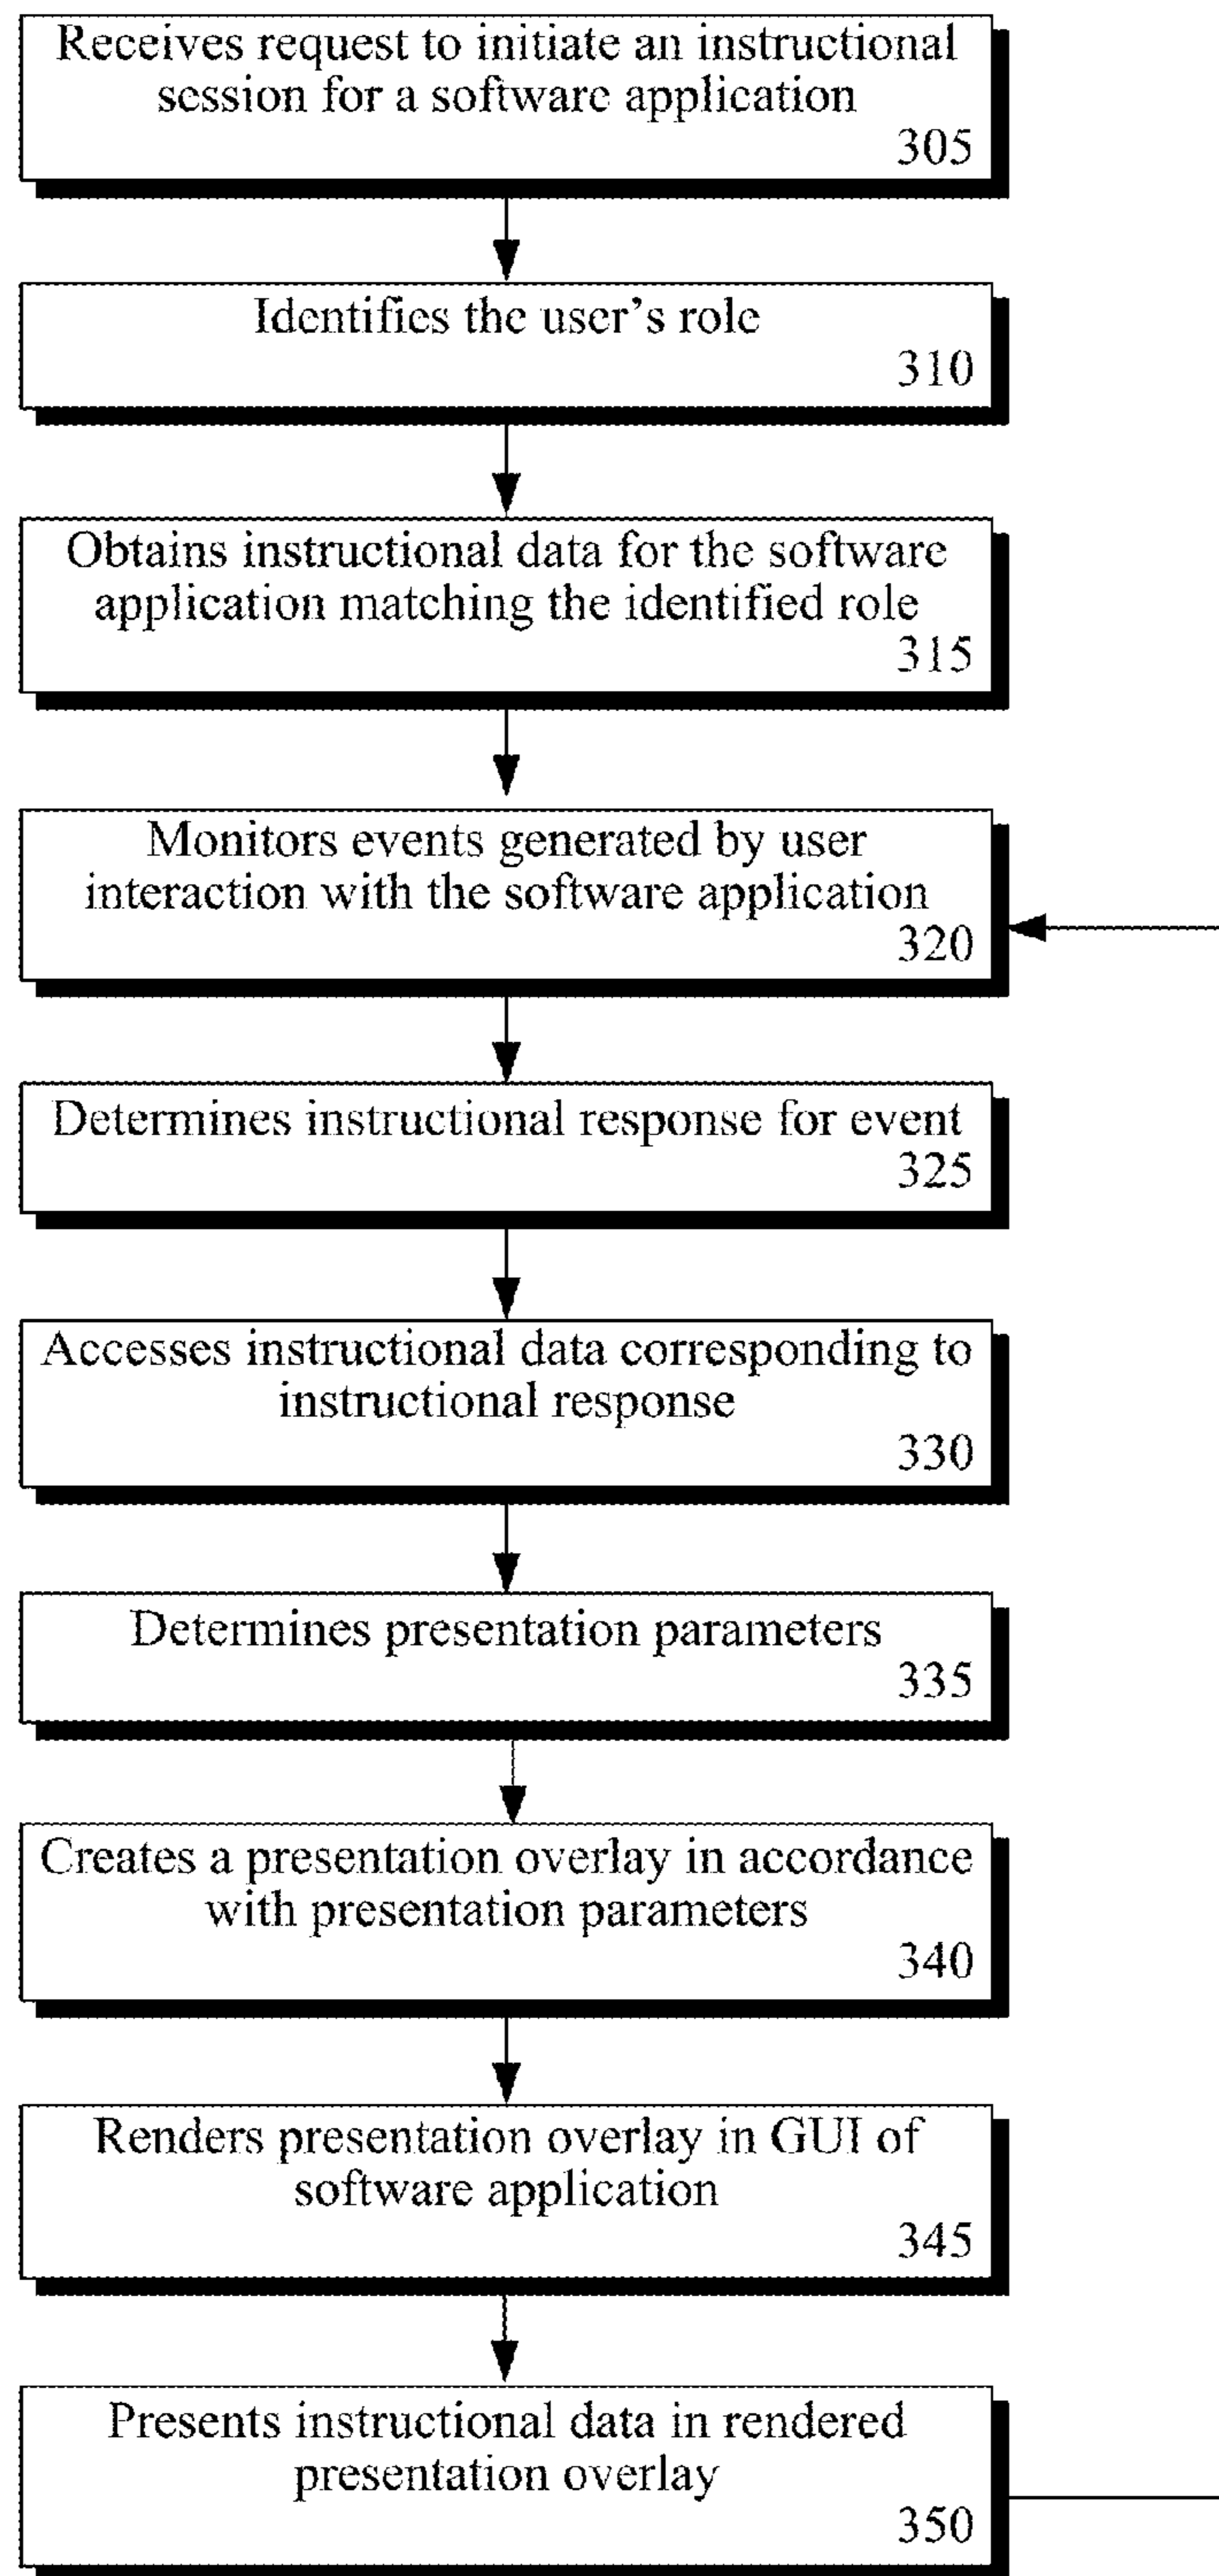 Receives request to initiate an instructional
session for a software application
305
Identifies the user's role
310
Obtains instructional data for the software
application matching the identified role
315
Monitors events generated by user
interaction with the software application
320
Determines instructional response for event
325
Accesses instructional data corresponding to
instructional response
330
Determines presentation parameters
335
Creates a presentation overlay in accordance
with presentation parameters
340
Renders presentation overlay in GUI of
software application
345
Presents instructional data in rendered
presentation overlay
350